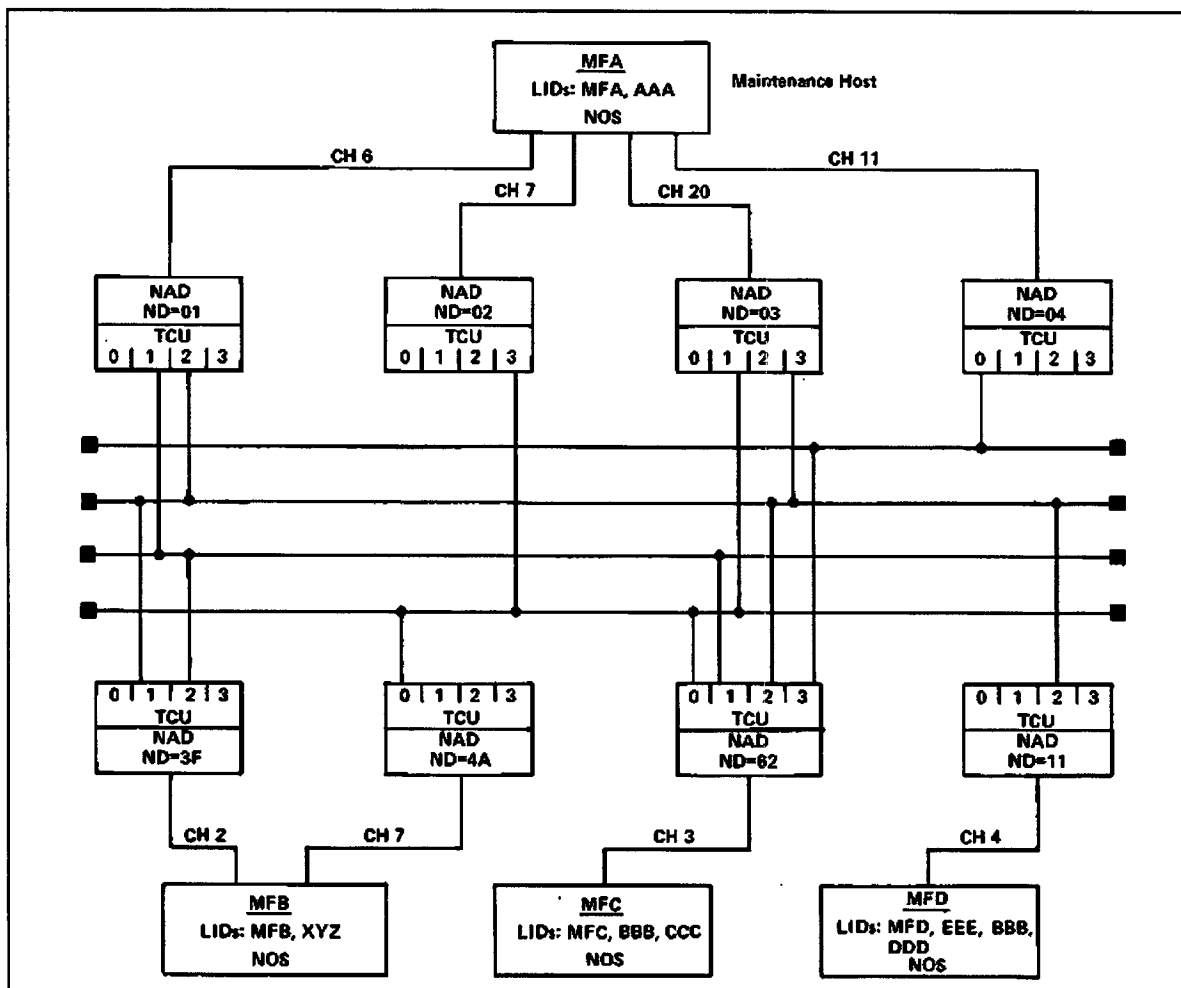 MFA
LIDs: MFA, AAA
NOS
Maintenance Host
CH 6
CH 7
CH 20
CH 11
NAD
ND=01
TCU
0 1 2 3
NAD
ND=02
TCU
0 1 2 3
NAD
ND=03
TCU
0 1 2 3
NAD
ND=04
TCU
0 1 2 3
0 1 2 3
TCU
NAD
ND=3F
0 1 2 3
TCU
NAD
ND=4A
0 1 2 3
TCU
NAD
ND=62
0 1 2 3
TCU
NAD
ND=11
CH 2
CH 7
CH 3
CH 4
MFB
LIDs: MFB, XYZ
NOS
MFC
LIDs: MFC, BBB, CCC
NOS
MFD
LIDs: MFD, EEE, BBB,
DDD
NOS